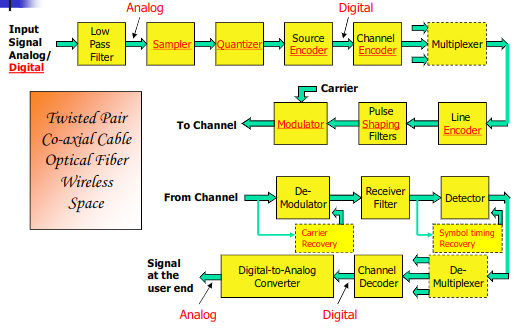 Analog
Digital
Input
Signal
Analog/
Digital
Low
Pass
Filter
Sampler
Quantizer
Source
Encoder
Channel
Encoder
Multiplexer
Carrier
To Channel
Modulator
Pulse
Shaping
Filters
Line
Encoder
Twisted Pair
Co-axial Cable
Optical Fiber
Wireless
Space
From Channel
De-
Modulator
Receiver
Filter
Detector
Carrier
Recovery
Symbol timing
Recovery
Signal
at the
user end
Digital-to-Analog
Converter
Channel
Decoder
De-
Multiplexer
Analog
Digital